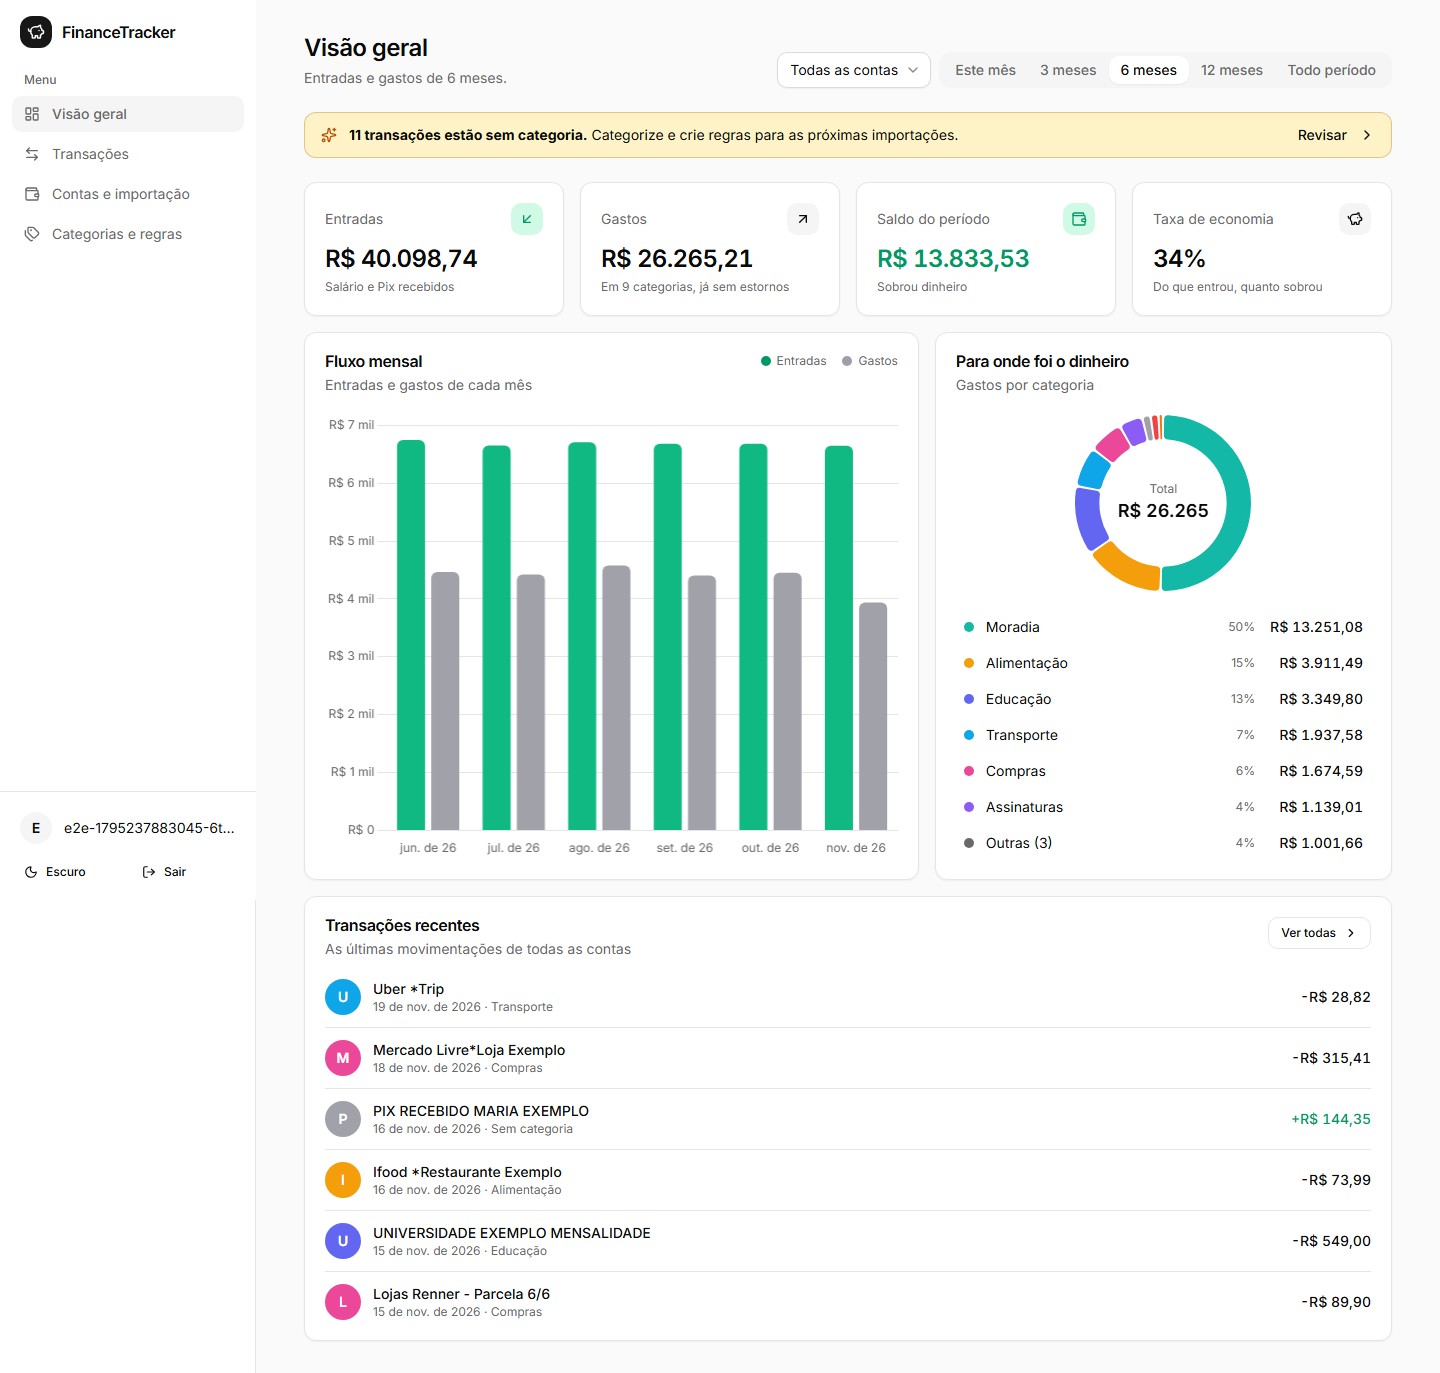 FinanceTracker
Menu
Visão geral
Transações
Contas e importação
Categorias e regras
E
e2e-1795237883045-6t...
Escuro
Sair
Visão geral
Entradas e gastos de 6 meses.
Todas as contas
Este mês
3 meses
6 meses
12 meses
Todo período
11 transações estão sem categoria. Categorize e crie regras para as próximas importações.
Revisar
Entradas
R$ 40.098,74
Salário e Pix recebidos
Gastos
R$ 26.265,21
Em 9 categorias, já sem estornos
Saldo do período
R$ 13.833,53
Sobrou dinheiro
Taxa de economia
34%
Do que entrou, quanto sobrou
Fluxo mensal
Entradas e gastos de cada mês
Entradas
Gastos
R$ 7 mil
R$ 6 mil
R$ 5 mil
R$ 4 mil
R$ 3 mil
R$ 2 mil
R$ 1 mil
R$ 0
jun. de 26
jul. de 26
ago. de 26
set. de 26
out. de 26
nov. de 26
Para onde foi o dinheiro
Gastos por categoria
Total
R$ 26.265
Moradia 50% R$ 13.251,08
Alimentação 15% R$ 3.911,49
Educação 13% R$ 3.349,80
Transporte 7% R$ 1.937,58
Compras 6% R$ 1.674,59
Assinaturas 4% R$ 1.139,01
Outras (3) 4% R$ 1.001,66
Transações recentes
As últimas movimentações de todas as contas
Ver todas
U
Uber *Trip
19 de nov. de 2026 · Transporte
-R$ 28,82
M
Mercado Livre*Loja Exemplo
18 de nov. de 2026 · Compras
-R$ 315,41
P
PIX RECEBIDO MARIA EXEMPLO
16 de nov. de 2026 · Sem categoria
+R$ 144,35
I
Ifood *Restaurante Exemplo
16 de nov. de 2026 · Alimentação
-R$ 73,99
U
UNIVERSIDADE EXEMPLO MENSALIDADE
15 de nov. de 2026 · Educação
-R$ 549,00
L
Lojas Renner - Parcela 6/6
15 de nov. de 2026 · Compras
-R$ 89,90